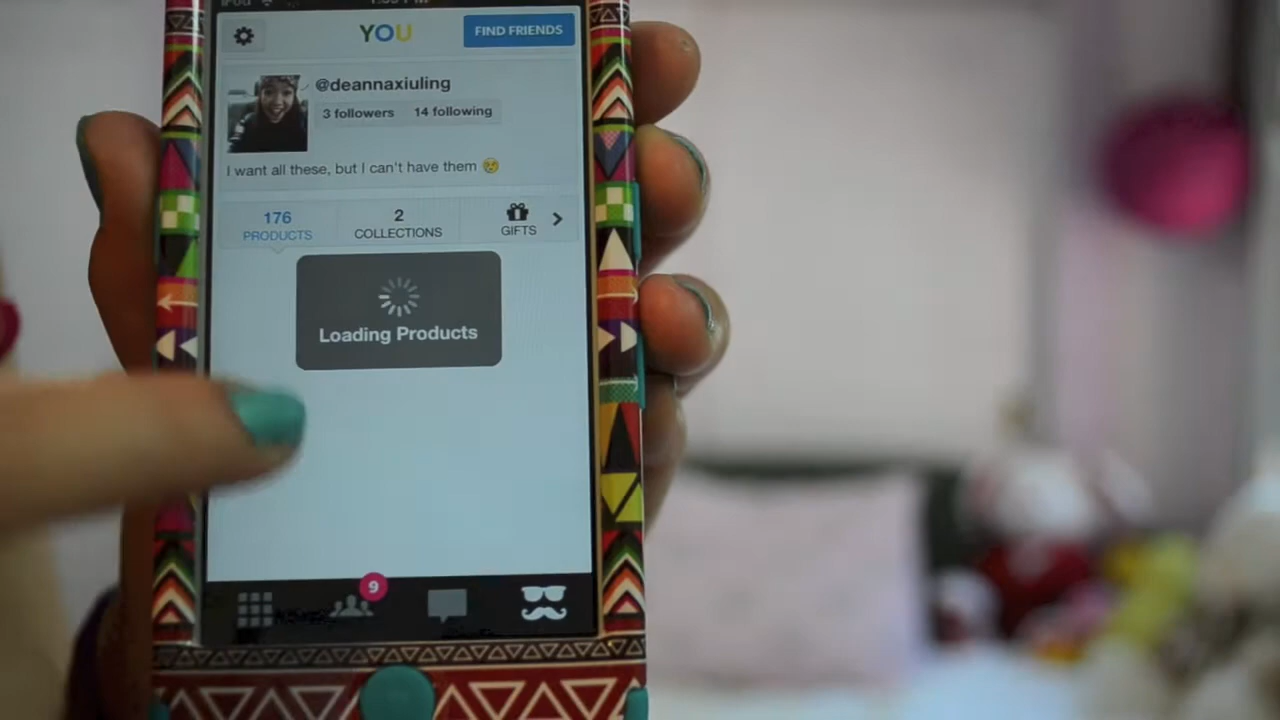 YOU
FIND FRIENDS
@deannaxiuling
3 followers 14 following
I want all these, but I can't have them 😢
176 2
PRODUCTS COLLECTIONS GIFTS
Loading Products
9